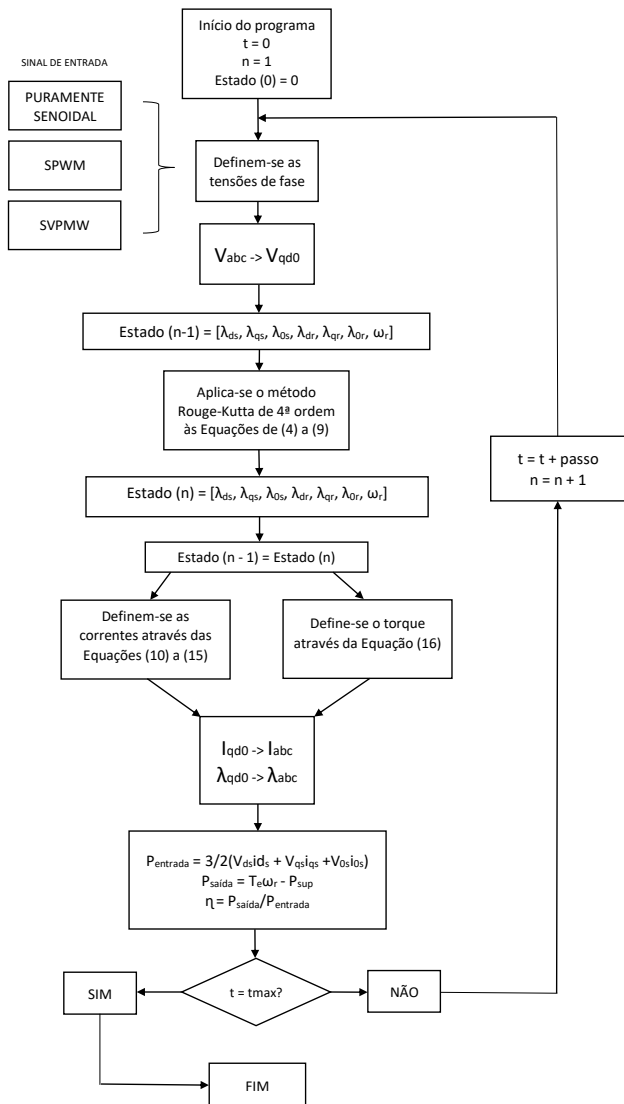 Início do programa
t = 0
n = 1
Estado (0) = 0
SINAL DE ENTRADA
PURAMENTE
SENOIDAL
SPWM
SVPMW
Definem-se as
tensões de fase
Vabc -> Vqd0
Estado (n-1) = [λds, λqs, λ0s, λdr, λqr, λ0r, ωr]
Aplica-se o método
Rouge-Kutta de 4ª ordem
às Equações de (4) a (9)
t = t + passo
n = n + 1
Estado (n) = [λds, λqs, λ0s, λdr, λqr, λ0r, ωr]
Estado (n - 1) = Estado (n)
Definem-se as
correntes através das
Equações (10) a (15)
Define-se o torque
através da Equação (16)
Iqd0 -> Iabc
λqd0 -> λabc
Pentrada = 3/2(Vdsids + Vqsiqs +V0si0s)
Psaída = Teωr - Psup
η = Psaída/Pentrada
t = tmax?
SIM
NÃO
FIM